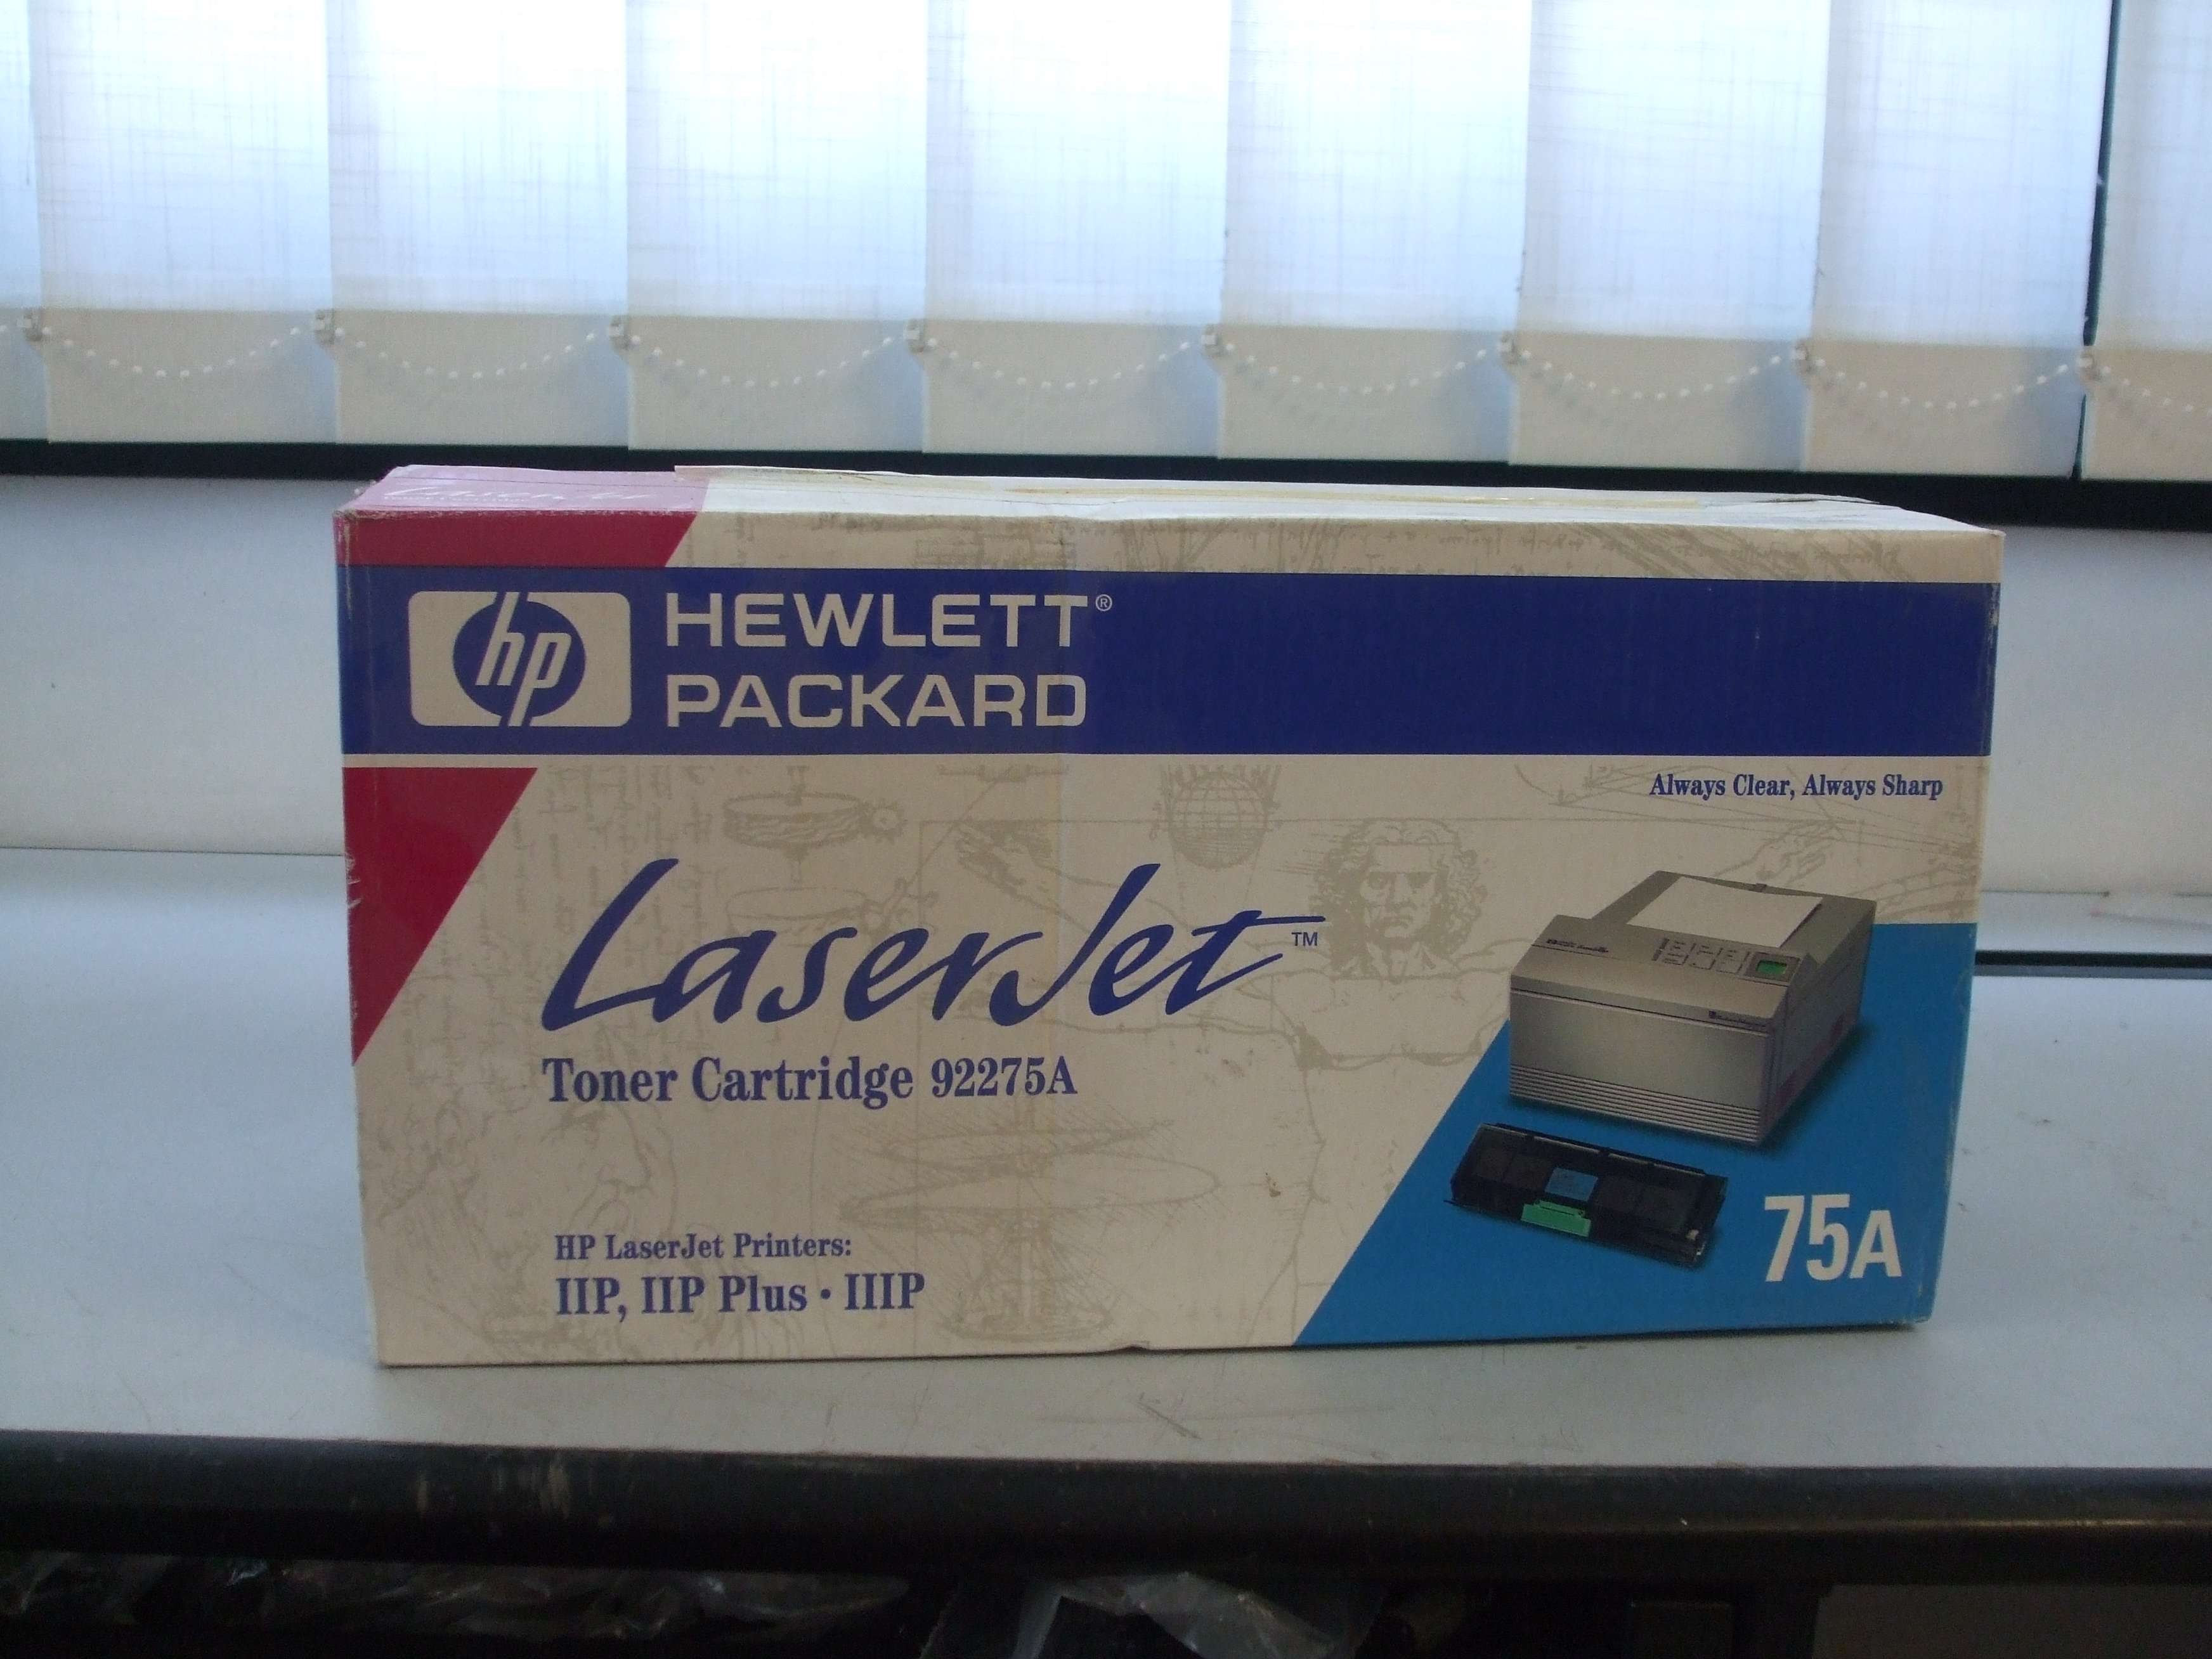 LaserJet
hp
HEWLETT®
PACKARD
Always Clear, Always Sharp
LaserJet™
Toner Cartridge 92275A
HP LaserJet Printers:
IIP, IIP Plus • IIIP
75A